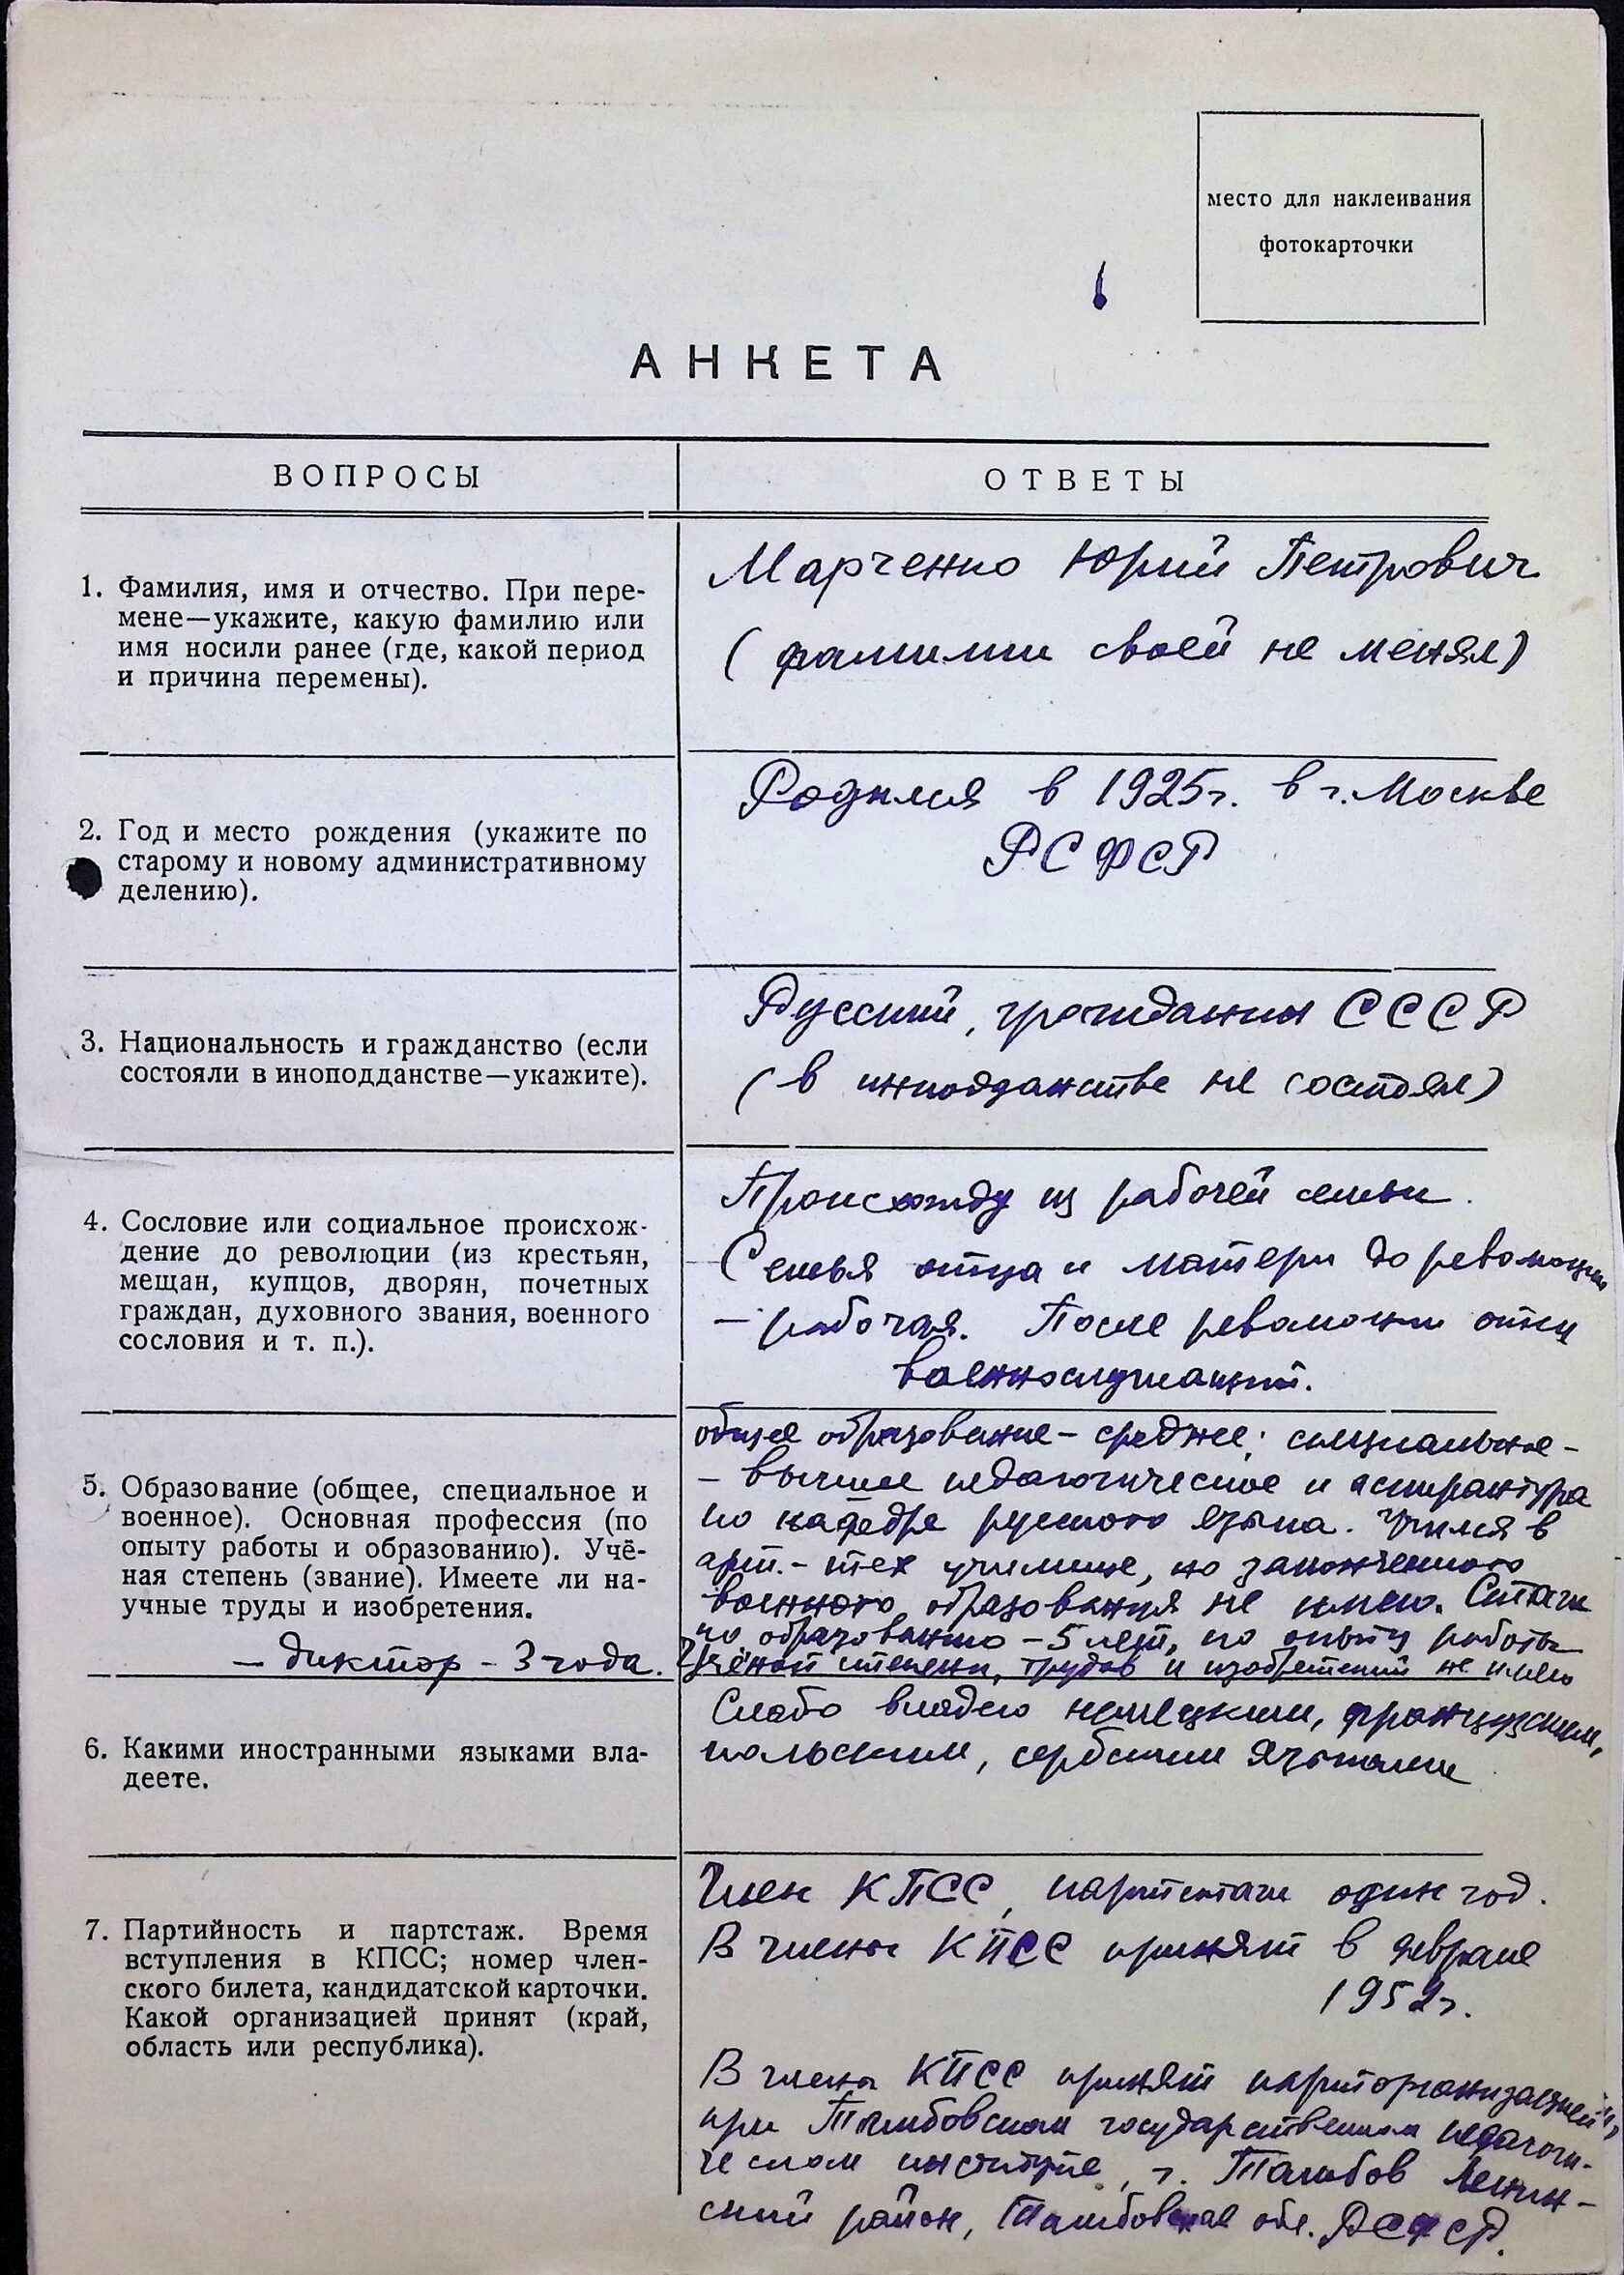 место для наклеивания
фотокарточки
АНКЕТА
ВОПРОСЫ
ОТВЕТЫ
1. Фамилия, имя и отчество. При пере-
мене—укажите, какую фамилию или
имя носили ранее (где, какой период
и причина перемены).
Марченко Юрий Петрович
(фамилии своей не менял)
2. Год и место рождения (укажите по
старому и новому административному
делению).
Родился в 1925г. в г. Москве
РСФСР
3. Национальность и гражданство (если
состояли в иноподданстве—укажите).
Русский, гражданин СССР
(в иноподданстве не состоял)
4. Сословие или социальное происхож-
дение до революции (из крестьян,
мещан, купцов, дворян, почетных
граждан, духовного звания, военного
сословия и т. п.).
Происхожду из рабочей семьи.
Семья отца и матери до революции
— рабочая. После революции отец
военнослужащий.
5. Образование (общее, специальное и
военное). Основная профессия (по
опыту работы и образованию). Учё-
ная степень (звание). Имеете ли на-
учные труды и изобретения.
общее образование – среднее; специальное –
– высшее педагогическое и аспирантура
по кафедре русского языка. Учился в
арт.-тех училище, но законченного
военного образования не имею. Стаж
по образованию – 5 лет, по опыту работы
— диктор – 3 года. Учёной степени, трудов и изобретений не имею
6. Какими иностранными языками вла-
деете.
Слабо владею немецким, французским,
польским, сербским языками
7. Партийность и партстаж. Время
вступления в КПСС; номер член-
ского билета, кандидатской карточки.
Какой организацией принят (край,
область или республика).
Член КПСС, партстаж один год.
В члены КПСС принят в феврале
1952г.
В члены КПСС принят парторганизацией
при Тамбовском государственном педагоги-
ческом институте, г. Тамбов Ленин-
ский район, Тамбовская обл. РСФСР.